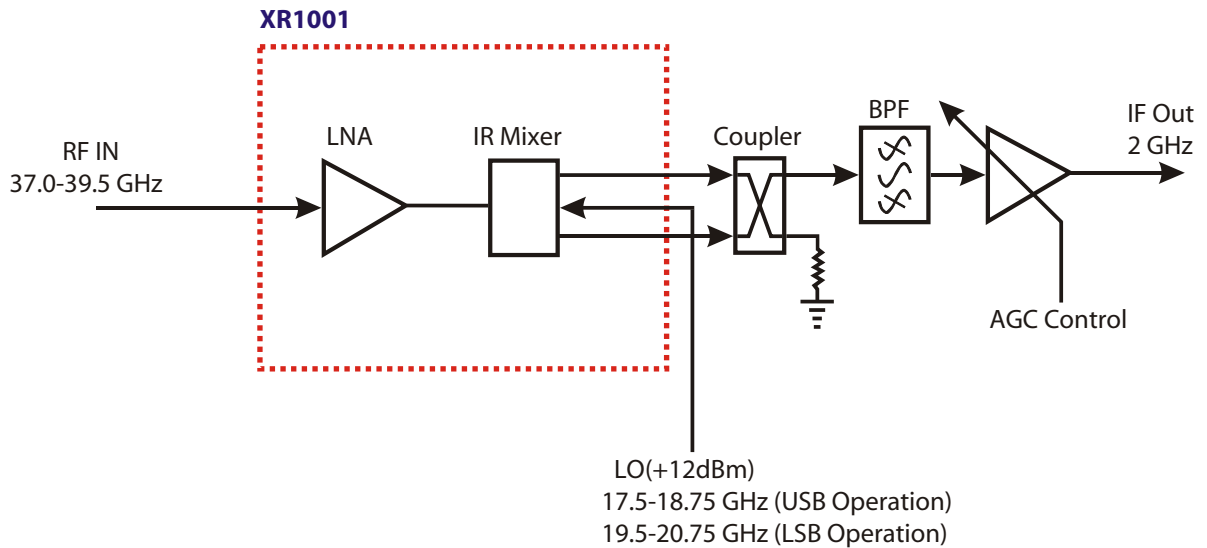 XR1001
LNA
IR Mixer
RF IN
37.0-39.5 GHz
Coupler
BPF
IF Out
2 GHz
AGC Control
LO(+12dBm)
17.5-18.75 GHz (USB Operation)
19.5-20.75 GHz (LSB Operation)